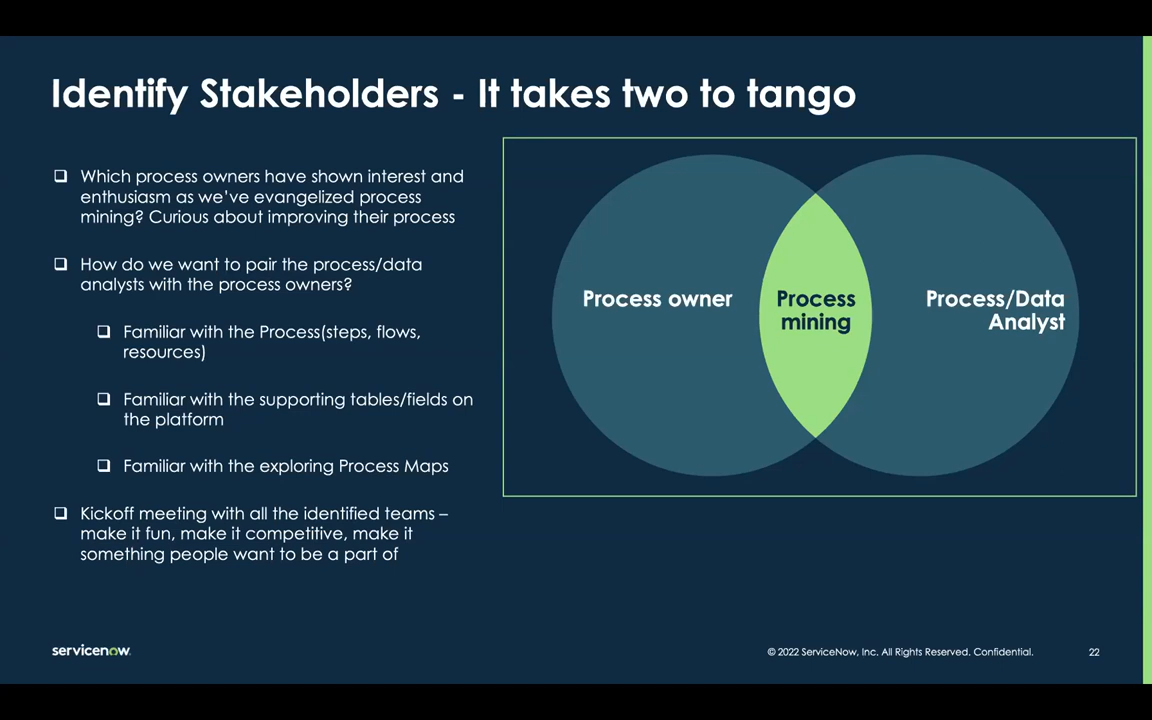 Identify Stakeholders - It takes two to tango
Which process owners have shown interest and
enthusiasm as we’ve evangelized process
mining? Curious about improving their process
How do we want to pair the process/data
analysts with the process owners?
Familiar with the Process(steps, flows,
resources)
Familiar with the supporting tables/fields on
the platform
Familiar with the exploring Process Maps
Kickoff meeting with all the identified teams –
make it fun, make it competitive, make it
something people want to be a part of
Process owner
Process
mining
Process/Data
Analyst
servicenow
© 2022 ServiceNow, Inc. All Rights Reserved. Confidential.
22